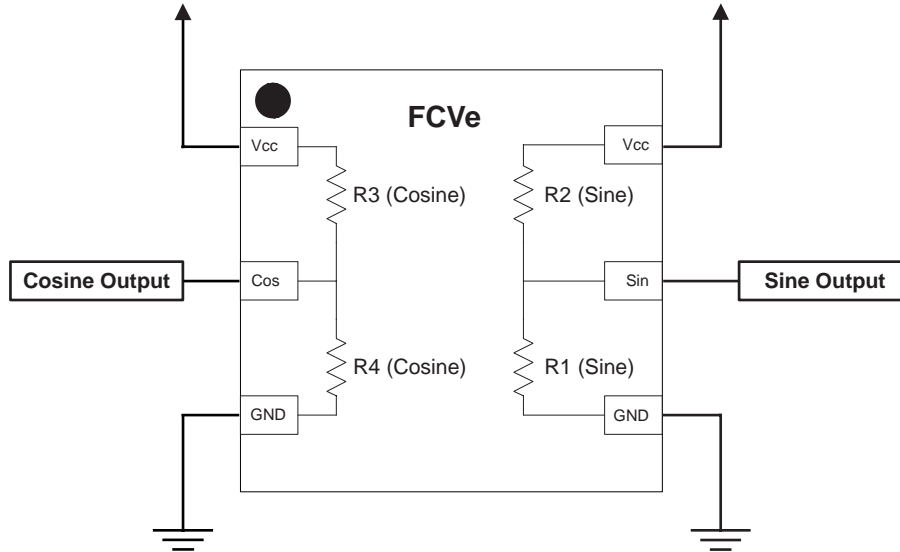 FCVe
Vcc
Vcc
R3 (Cosine)
R2 (Sine)
Cosine Output
Cos
Sin
Sine Output
R4 (Cosine)
R1 (Sine)
GND
GND